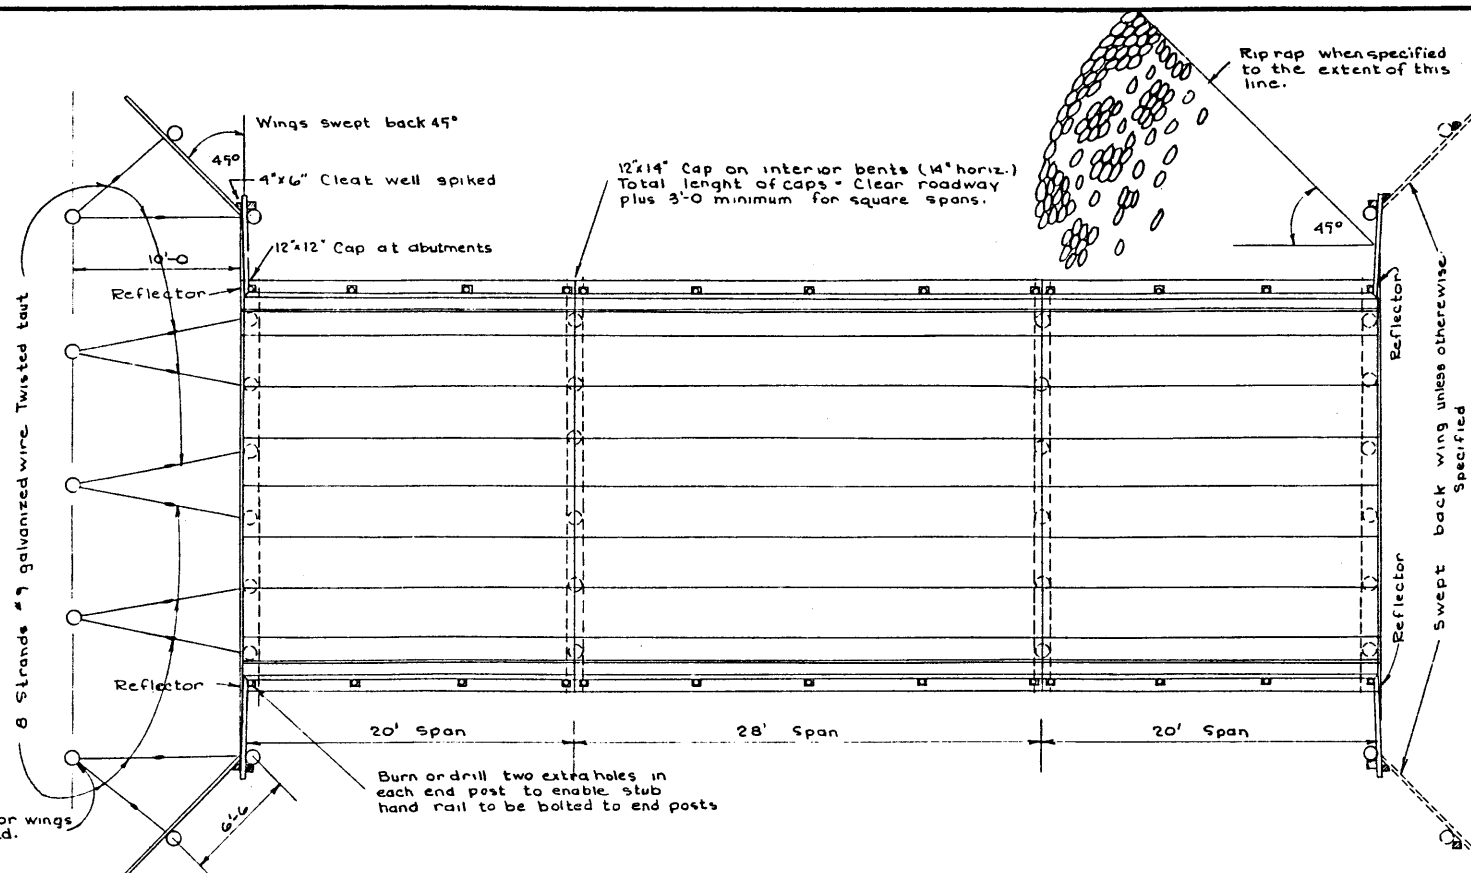 Rip rap when specified
to the extent of this
line.
Wings swept back 45°
45°
4"x6" Cleat well spiked
12"x14" Cap on interior bents (14" horiz.)
Total lenght of caps = Clear roadway
plus 3'-0 minimum for square spans.
45°
12"x12" Cap at abutments
10'-0
Reflector
Reflector
8 Strands #9 galvanized wire Twisted taut
Swept back wing unless otherewise
Specified
Reflector
Reflector
20' Span
28' Span
20' Span
Burn or drill two extra holes in
each end post to enable stub
hand rail to be bolted to end posts
6'-6
or wings
d.